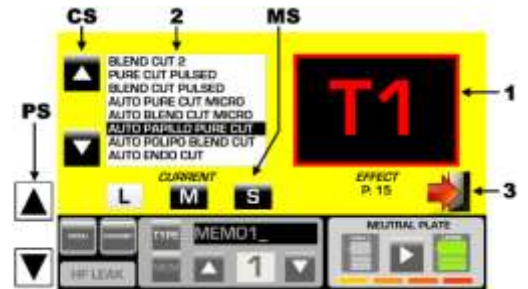 CS 2 MS
BLEND CUT 2
PURE CUT PULSED
BLEND CUT PULSED
AUTO PURE CUT MICRO
AUTO BLEND CUT MICRO
AUTO PAPILLO PURE CUT
AUTO POLIPO BLEND CUT
AUTO ENDO CUT
T1
1
PS
CURRENT
L M S
EFFECT
P. 15
3
TYPE MEMO1_
NEUTRAL PLATE
1
HF LEAK